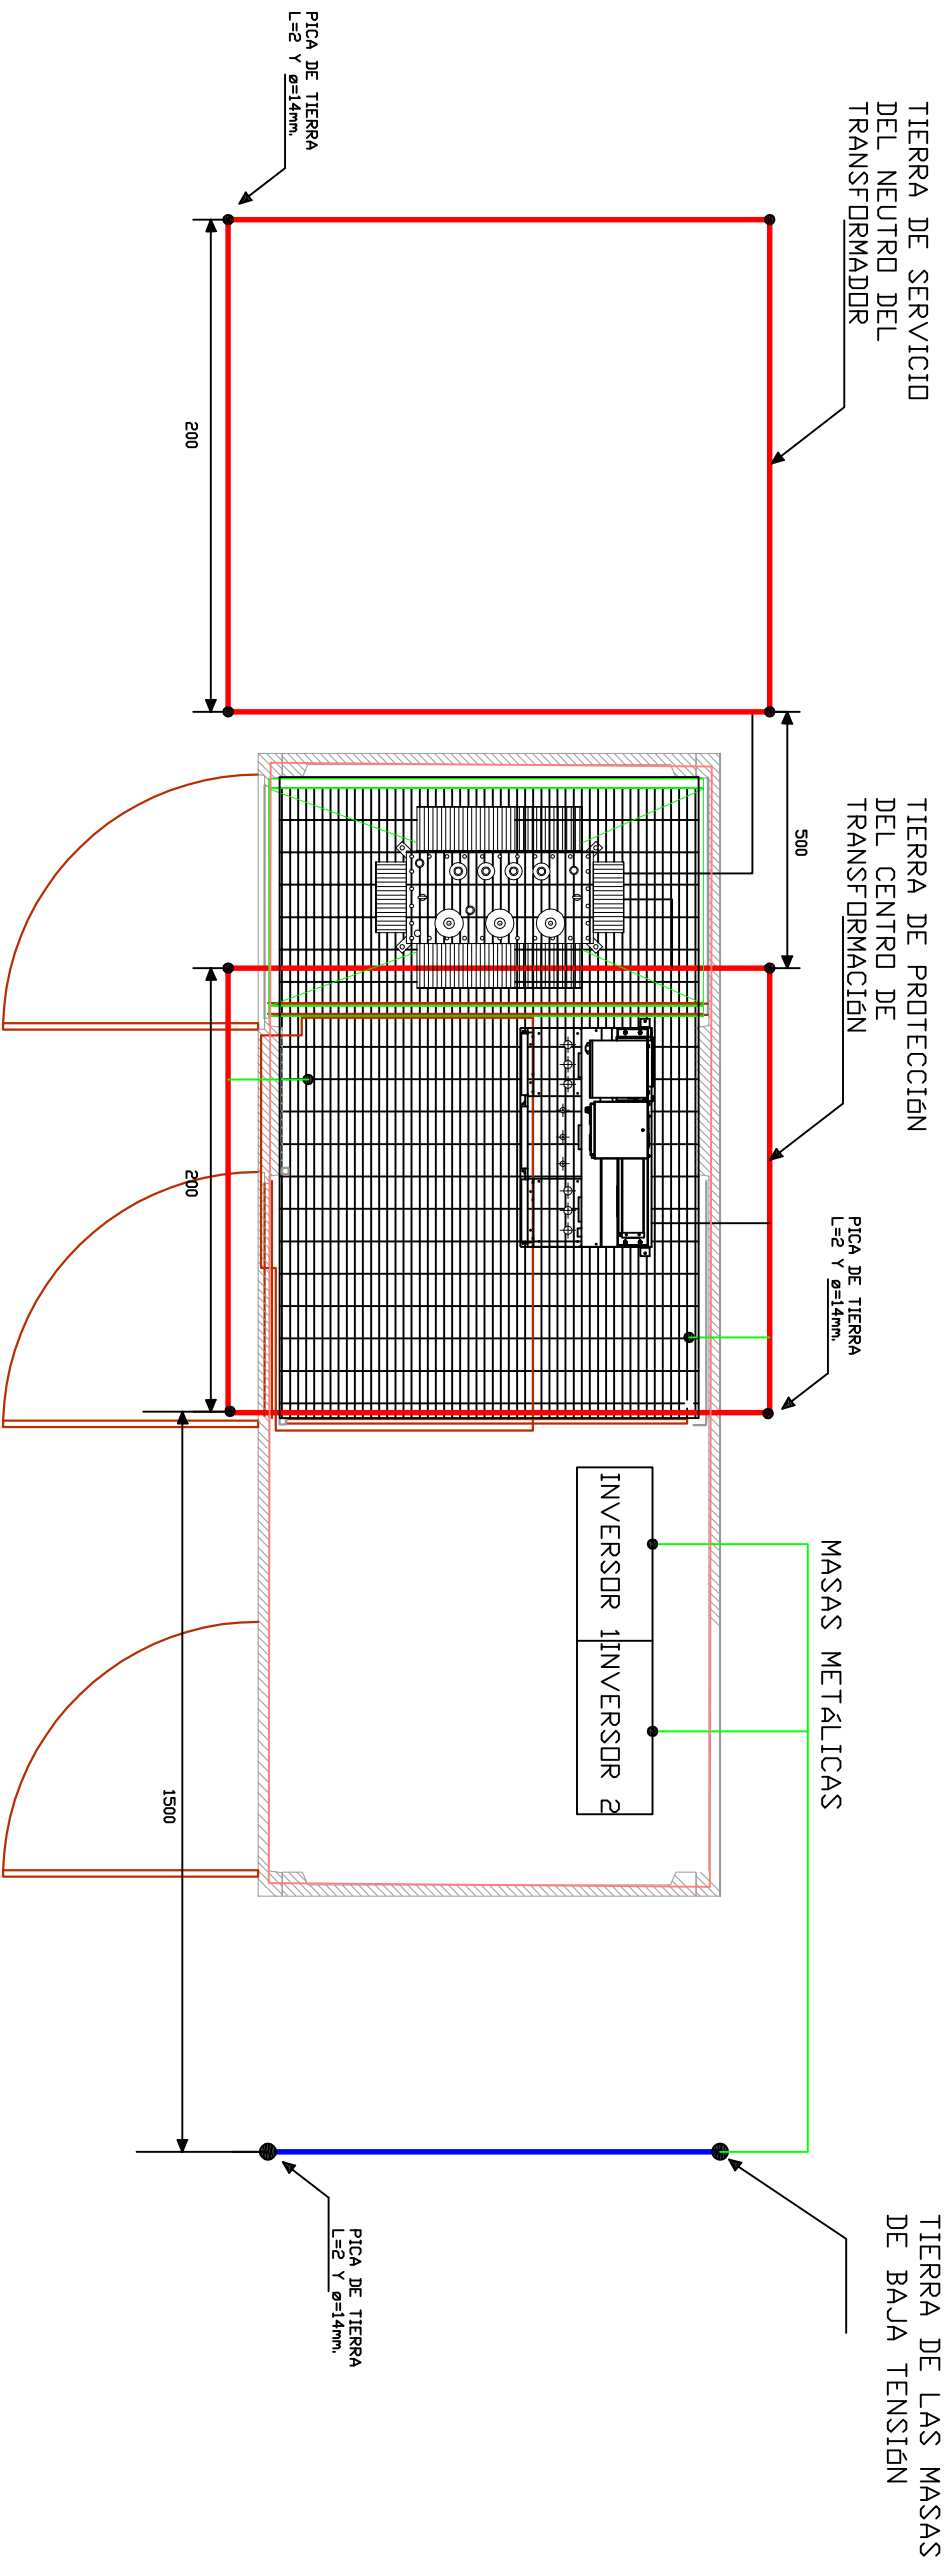 TIERRA DE SERVICIO
DEL NEUTRO DEL
TRANSFORMADOR
PICA DE TIERRA
L=2 Y ø=14mm.
200
500
TIERRA DE PROTECCIÓN
DEL CENTRO DE
TRANSFORMACIÓN
200
PICA DE TIERRA
L=2 Y ø=14mm.
MASAS METÁLICAS
INVERSOR 1
INVERSOR 2
1500
TIERRA DE LAS MASAS
DE BAJA TENSIÓN
PICA DE TIERRA
L=2 Y ø=14mm.